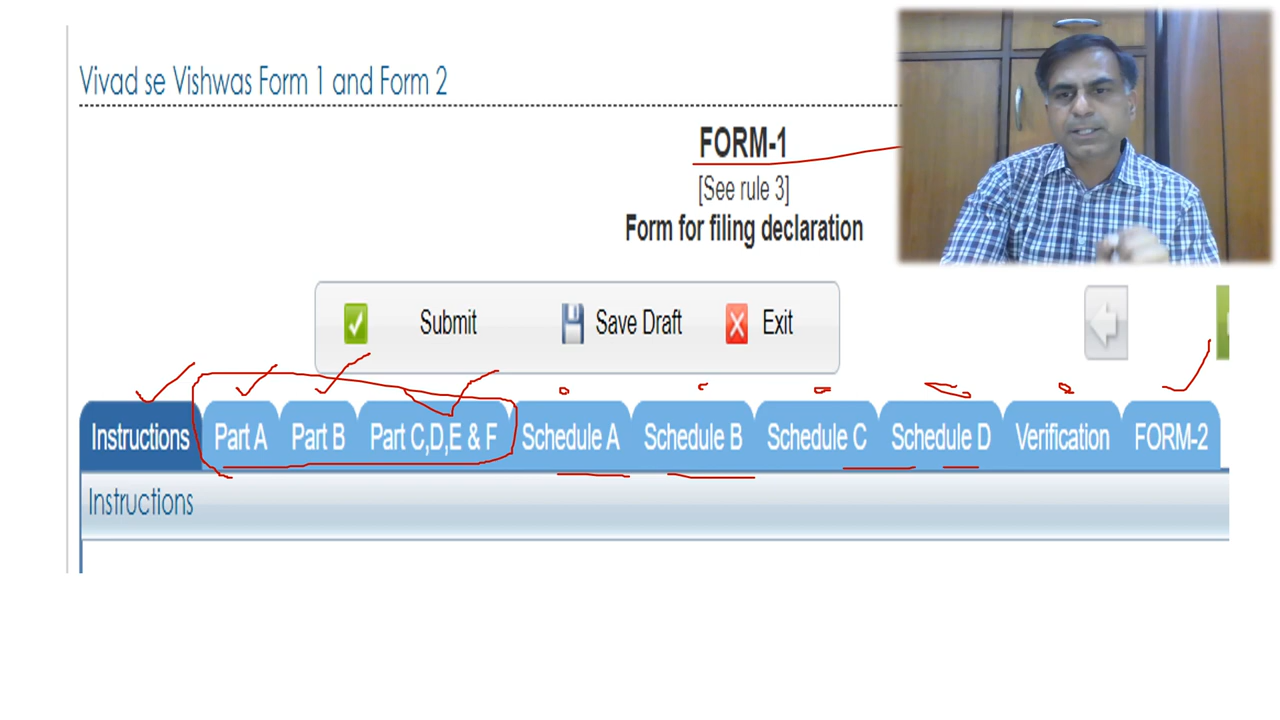 Vivad se Vishwas Form 1 and Form 2
FORM-1
[See rule 3]
Form for filing declaration
Submit Save Draft Exit
Instructions Part A Part B Part C,D,E & F Schedule A Schedule B Schedule C Schedule D Verification FORM-2
Instructions